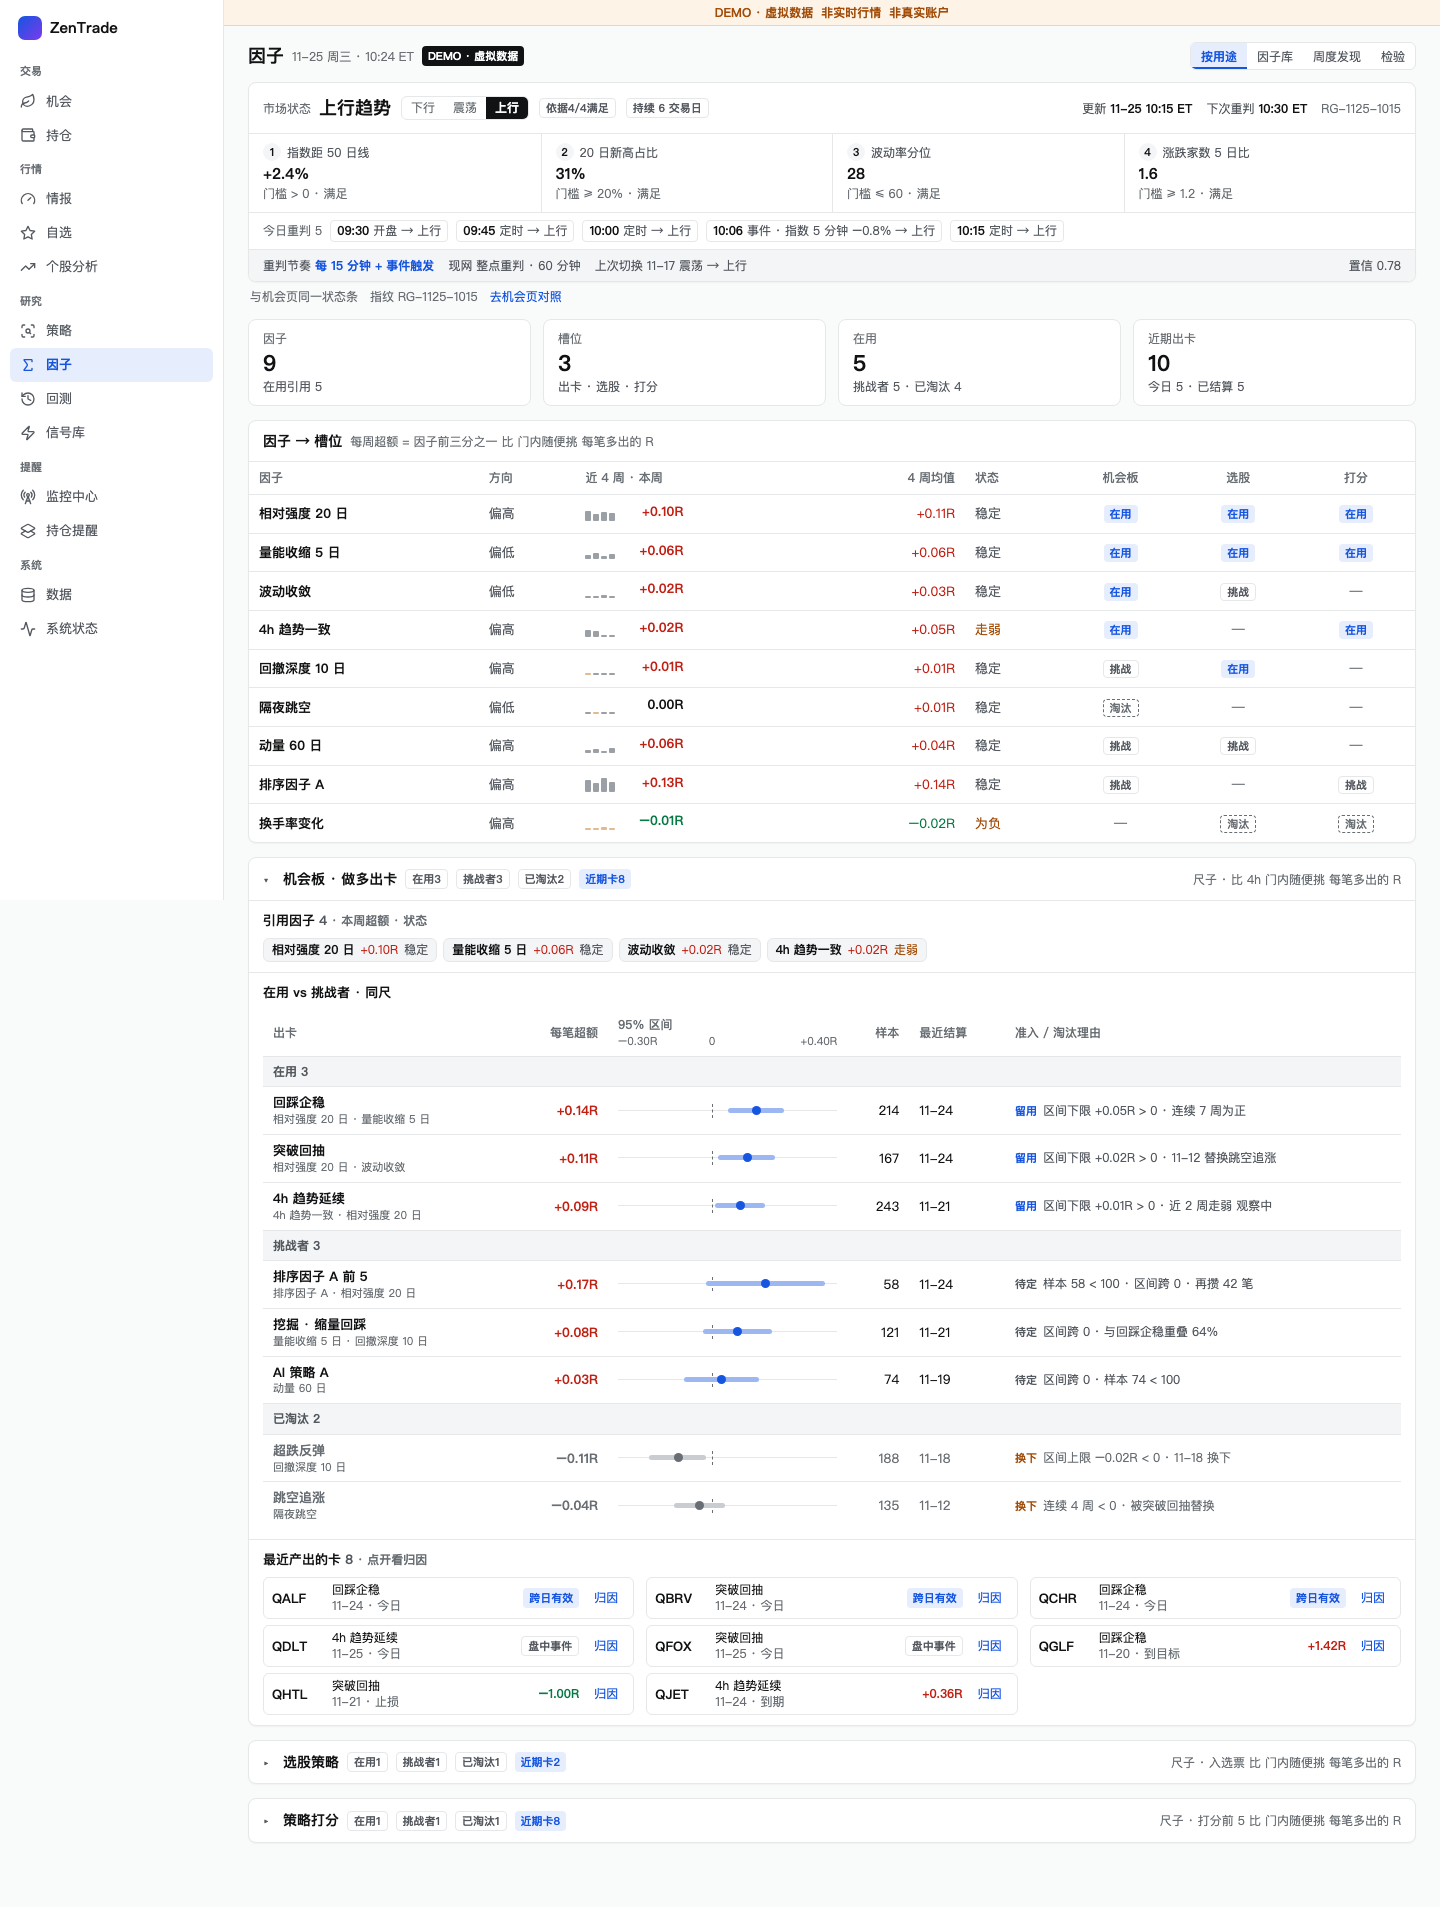 DEMO · 虚拟数据 非实时行情 非真实账户
ZenTrade
交易
机会
持仓
行情
情报
自选
个股分析
研究
策略
因子
回测
信号库
提醒
监控中心
持仓提醒
系统
数据
系统状态
因子 11-25 周三 · 10:24 ET DEMO · 虚拟数据
按用途 因子库 周度发现 检验
市场状态 上行趋势 下行 震荡 上行 依据4/4满足 持续 6 交易日 更新 11-25 10:15 ET 下次重判 10:30 ET RG-1125-1015
1 指数距 50 日线
+2.4%
门槛 > 0 · 满足
2 20 日新高占比
31%
门槛 ≥ 20% · 满足
3 波动率分位
28
门槛 ≤ 60 · 满足
4 涨跌家数 5 日比
1.6
门槛 ≥ 1.2 · 满足
今日重判 5 09:30 开盘 → 上行 09:45 定时 → 上行 10:00 定时 → 上行 10:06 事件 · 指数 5 分钟 −0.8% → 上行 10:15 定时 → 上行
重判节奏 每 15 分钟 + 事件触发 现网 整点重判 · 60 分钟 上次切换 11-17 震荡 → 上行 置信 0.78
与机会页同一状态条 指纹 RG-1125-1015 去机会页对照
因子
9
在用引用 5
槽位
3
出卡 · 选股 · 打分
在用
5
挑战者 5 · 已淘汰 4
近期出卡
10
今日 5 · 已结算 5
因子 → 槽位 每周超额 = 因子前三分之一 比 门内随便挑 每笔多出的 R
因子 方向 近 4 周 · 本周 4 周均值 状态 机会板 选股 打分
相对强度 20 日 偏高 +0.10R +0.11R 稳定 在用 在用 在用
量能收缩 5 日 偏低 +0.06R +0.06R 稳定 在用 在用 在用
波动收敛 偏低 +0.02R +0.03R 稳定 在用 挑战 —
4h 趋势一致 偏高 +0.02R +0.05R 走弱 在用 — 在用
回撤深度 10 日 偏高 +0.01R +0.01R 稳定 挑战 在用 —
隔夜跳空 偏低 0.00R +0.01R 稳定 淘汰 — —
动量 60 日 偏高 +0.06R +0.04R 稳定 挑战 挑战 —
排序因子 A 偏高 +0.13R +0.14R 稳定 挑战 — 挑战
换手率变化 偏高 −0.01R −0.02R 为负 — 淘汰 淘汰
▾ 机会板 · 做多出卡 在用3 挑战者3 已淘汰2 近期卡8 尺子 · 比 4h 门内随便挑 每笔多出的 R
引用因子 4 · 本周超额 · 状态
相对强度 20 日 +0.10R 稳定 量能收缩 5 日 +0.06R 稳定 波动收敛 +0.02R 稳定 4h 趋势一致 +0.02R 走弱
在用 vs 挑战者 · 同尺
出卡 每笔超额 95% 区间 样本 最近结算 准入 / 淘汰理由
−0.30R 0 +0.40R
在用 3
回踩企稳 +0.14R 214 11-24 留用 区间下限 +0.05R > 0 · 连续 7 周为正
相对强度 20 日 · 量能收缩 5 日
突破回抽 +0.11R 167 11-24 留用 区间下限 +0.02R > 0 · 11-12 替换跳空追涨
相对强度 20 日 · 波动收敛
4h 趋势延续 +0.09R 243 11-21 留用 区间下限 +0.01R > 0 · 近 2 周走弱 观察中
4h 趋势一致 · 相对强度 20 日
挑战者 3
排序因子 A 前 5 +0.17R 58 11-24 待定 样本 58 < 100 · 区间跨 0 · 再攒 42 笔
排序因子 A · 相对强度 20 日
挖掘 · 缩量回踩 +0.08R 121 11-21 待定 区间跨 0 · 与回踩企稳重叠 64%
量能收缩 5 日 · 回撤深度 10 日
AI 策略 A +0.03R 74 11-19 待定 区间跨 0 · 样本 74 < 100
动量 60 日
已淘汰 2
超跌反弹 −0.11R 188 11-18 换下 区间上限 −0.02R < 0 · 11-18 换下
回撤深度 10 日
跳空追涨 −0.04R 135 11-12 换下 连续 4 周 < 0 · 被突破回抽替换
隔夜跳空
最近产出的卡 8 · 点开看归因
QALF 回踩企稳 11-24 · 今日 跨日有效 归因
QBRV 突破回抽 11-24 · 今日 跨日有效 归因
QCHR 回踩企稳 11-24 · 今日 跨日有效 归因
QDLT 4h 趋势延续 11-25 · 今日 盘中事件 归因
QFOX 突破回抽 11-25 · 今日 盘中事件 归因
QGLF 回踩企稳 11-20 · 到目标 +1.42R 归因
QHTL 突破回抽 11-21 · 止损 −1.00R 归因
QJET 4h 趋势延续 11-24 · 到期 +0.36R 归因
▸ 选股策略 在用1 挑战者1 已淘汰1 近期卡2 尺子 · 入选票 比 门内随便挑 每笔多出的 R
▸ 策略打分 在用1 挑战者1 已淘汰1 近期卡8 尺子 · 打分前 5 比 门内随便挑 每笔多出的 R